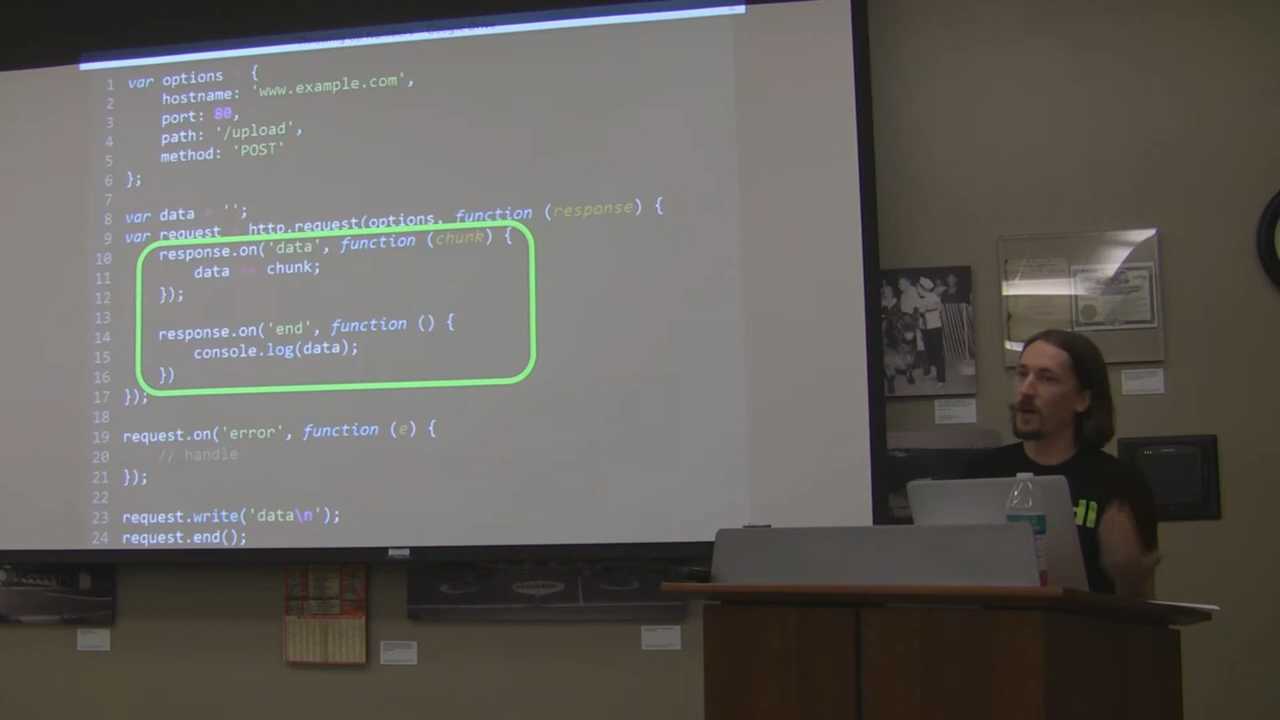 Google Drive
1 var options = {
2 hostname: 'www.example.com',
3 port: 80,
4 path: '/upload',
5 method: 'POST'
6 };
7
8 var data = '';
9 var request = http.request(options, function (response) {
10 response.on('data', function (chunk) {
11 data += chunk;
12 });
13
14 response.on('end', function () {
15 console.log(data);
16 })
17 });
18
19 request.on('error', function (e) {
20 // handle
21 });
22
23 request.write('data\n');
24 request.end();